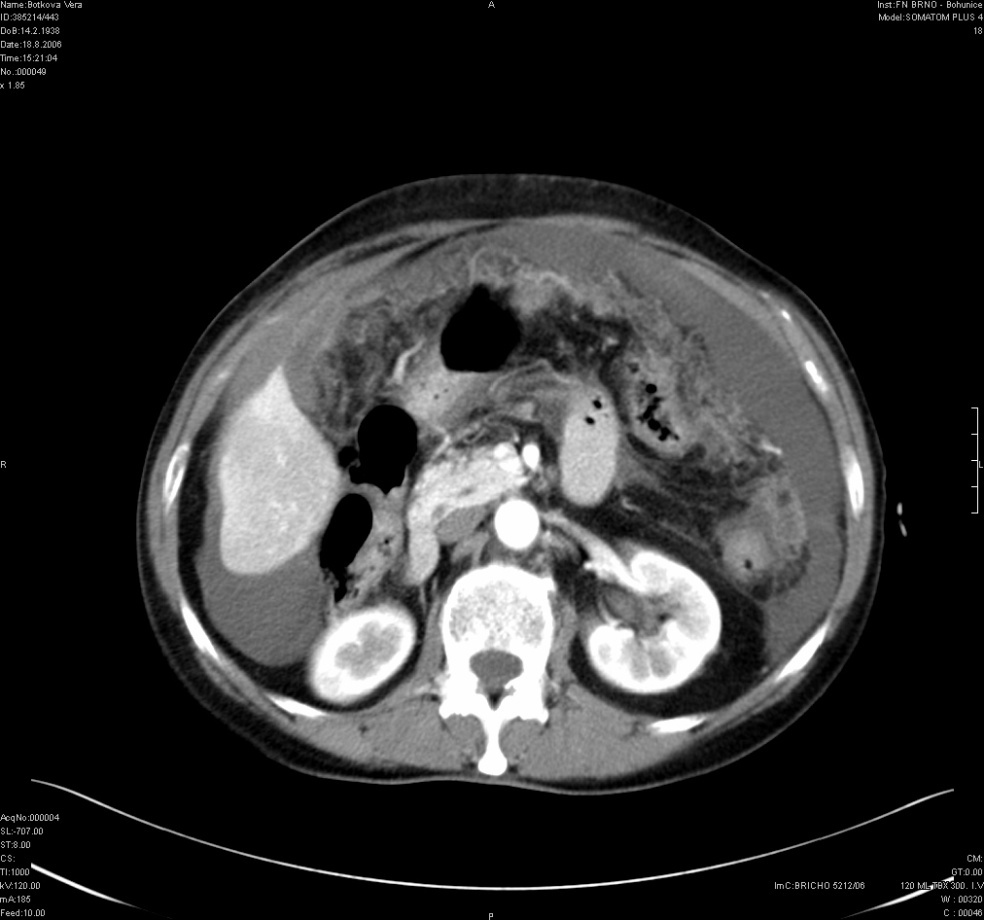 Name:Botkova Vera
ID:385214/443
DoB:14.2.1938
Date:18.8.2006
Time:15:21:04
No.:000049
x 1.85
A
Inst:FN BRNO - Bohunice
Model:SOMATOM PLUS 4
18
R
L
AcqNo:000004
SL:-707.00
ST:8.00
CS:
TI:1000
kV:120.00
mA:185
Feed:10.00
P
ImC:BRICHO 5212/06
CM:
GT:0.00
120 ML TOX 300. I.V
W : 00320
C : 00046